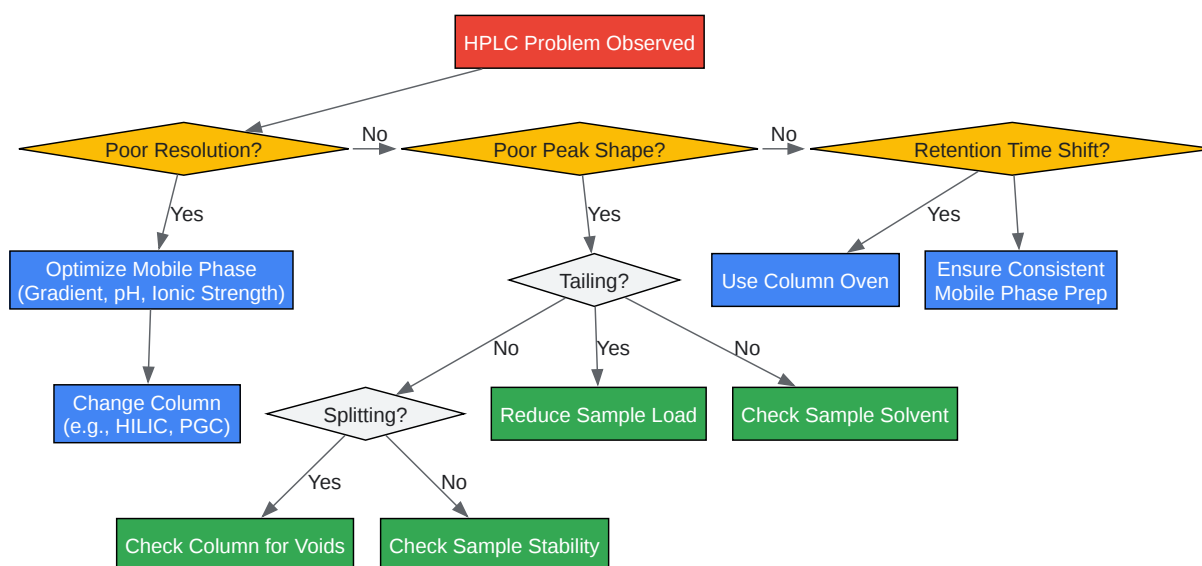 HPLC Problem Observed
No
No
Poor Resolution?
Poor Peak Shape?
Retention Time Shift?
Yes
Yes
Yes
Optimize Mobile Phase
(Gradient, pH, Ionic Strength)
Tailing?
Use Column Oven
Ensure Consistent
Mobile Phase Prep
No
Yes
No
Change Column
(e.g., HILIC, PGC)
Splitting?
Reduce Sample Load
Check Sample Solvent
Yes
No
Check Column for Voids
Check Sample Stability